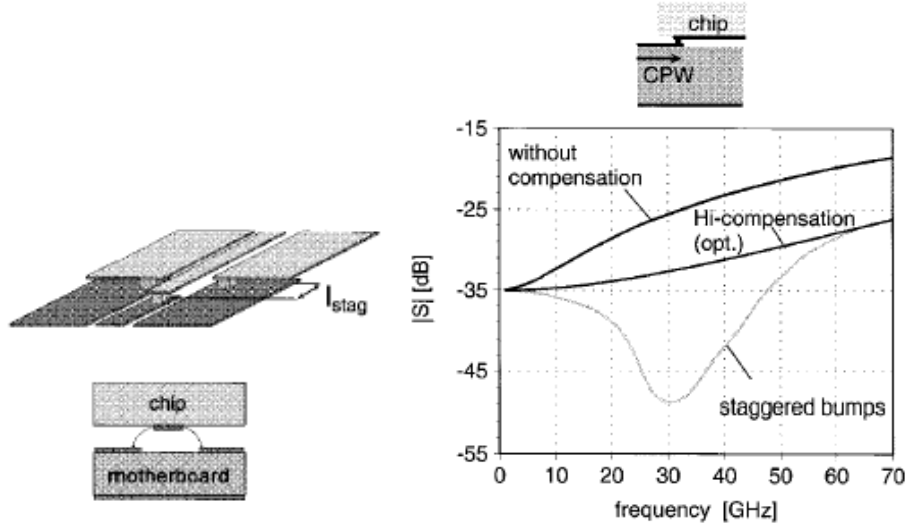 chip
CPW
-15
-25
-35
-45
-55
|S| [dB]
without
compensation
Hi-compensation
(opt.)
staggered bumps
0 10 20 30 40 50 60 70
frequency [GHz]
lstag
chip
motherboard